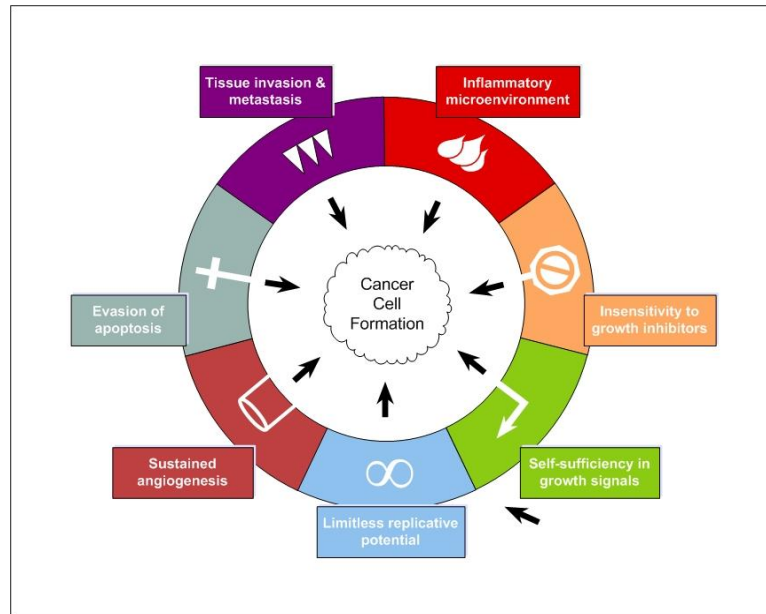 Tissue invasion &
metastasis
Inflammatory
microenvironment
Cancer
Cell
Formation
Evasion of
apoptosis
Insensitivity to
growth inhibitors
Sustained
angiogenesis
Self-sufficiency in
growth signals
Limitless replicative
potential